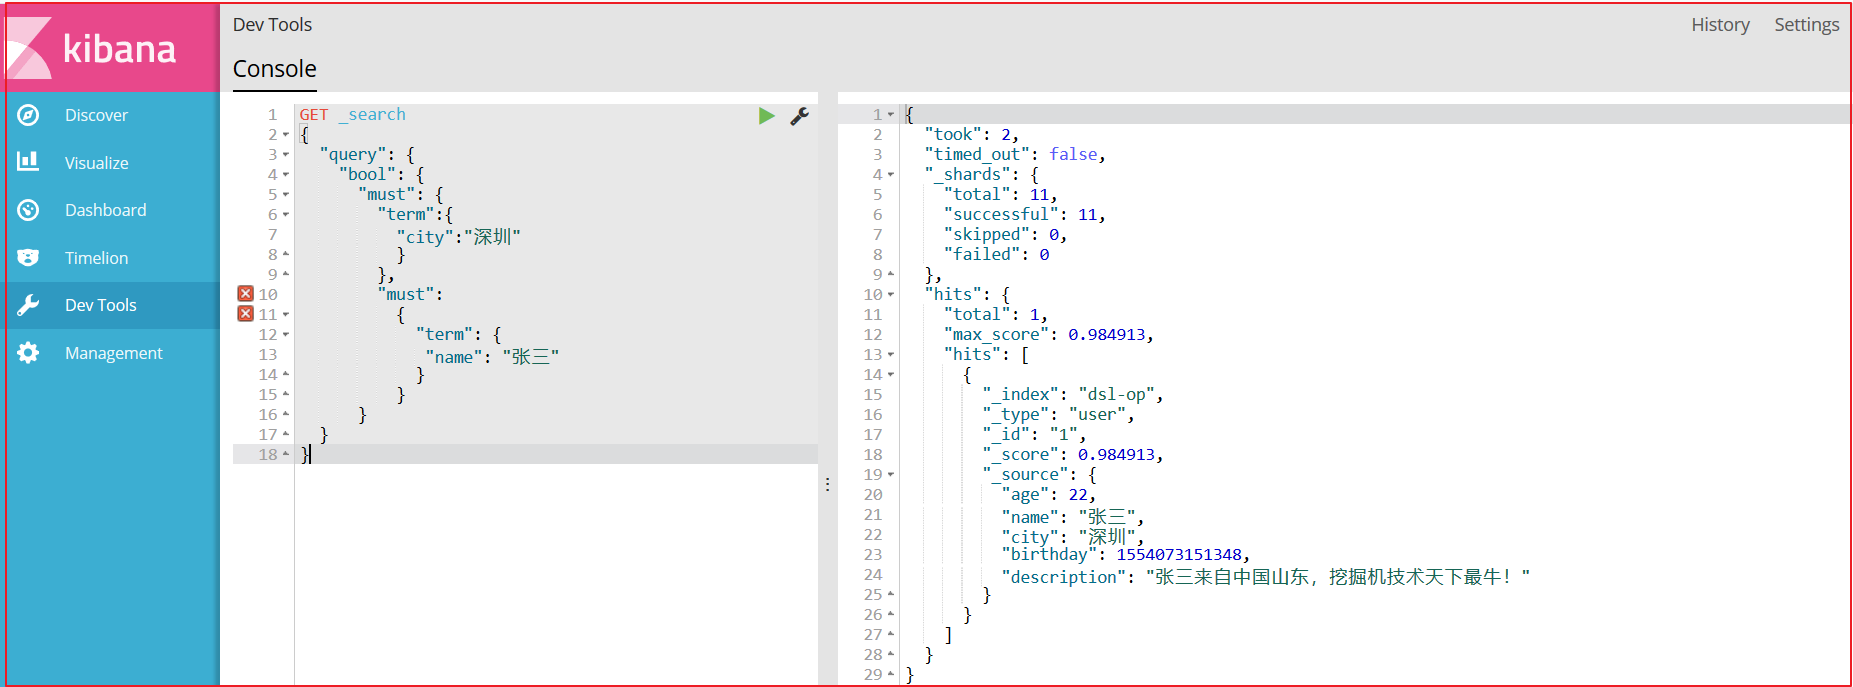 kibana
Discover
Visualize
Dashboard
Timelion
Dev Tools
Management
Dev Tools
History Settings
Console
1 GET _search
2 {
3 "query": {
4 "bool": {
5 "must": {
6 "term":{
7 "city":"深圳"
8 }
9 },
10 "must":
11 {
12 "term": {
13 "name": "张三"
14 }
15 }
16 }
17 }
18 }
1 {
2 "took": 2,
3 "timed_out": false,
4 "_shards": {
5 "total": 11,
6 "successful": 11,
7 "skipped": 0,
8 "failed": 0
9 },
10 "hits": {
11 "total": 1,
12 "max_score": 0.984913,
13 "hits": [
14 {
15 "_index": "dsl-op",
16 "_type": "user",
17 "_id": "1",
18 "_score": 0.984913,
19 "_source": {
20 "age": 22,
21 "name": "张三",
22 "city": "深圳",
23 "birthday": 1554073151348,
24 "description": "张三来自中国山东，挖掘机技术天下最牛！"
25 }
26 }
27 ]
28 }
29 }